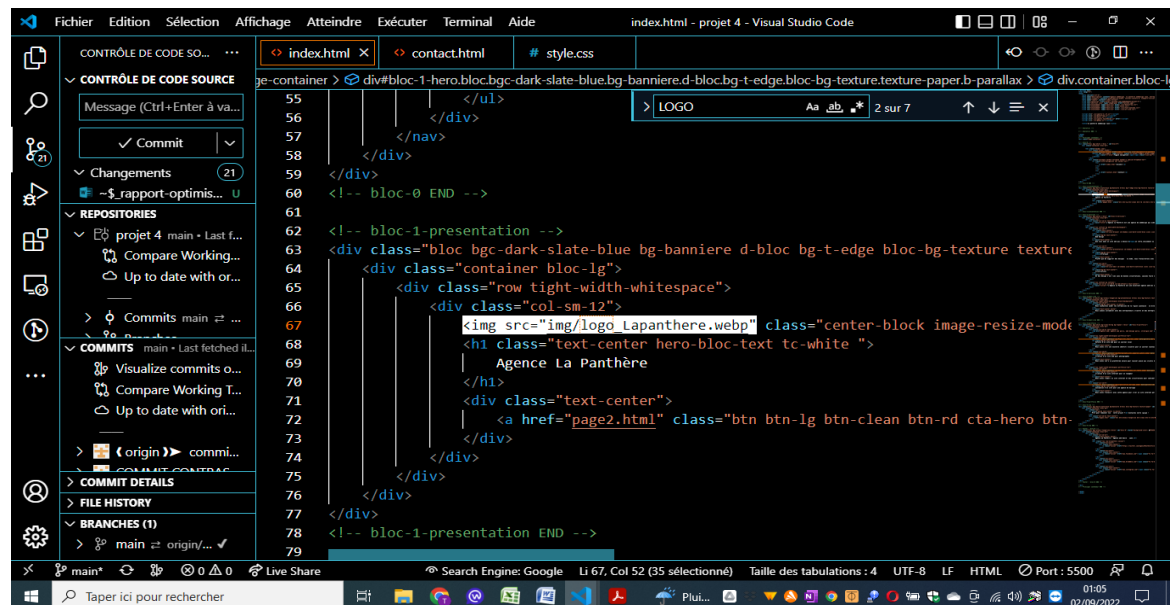 Fichier Edition Sélection Affichage Atteindre Exécuter Terminal Aide index.html - projet 4 - Visual Studio Code
CONTRÔLE DE CODE SO... ···
index.html contact.html # style.css
CONTRÔLE DE CODE SOURCE
ge-container > div#bloc-1-hero.bloc.bgc-dark-slate-blue.bg-banniere.d-bloc.bg-t-edge.bloc-bg-texture.texture-paper.b-parallax > div.container.bloc-l
Message (Ctrl+Enter à va...
Commit
Changements 21
~$_rapport-optimis... U
REPOSITORIES
projet 4 main • Last f...
Compare Working...
Up to date with or...
Commits main ⇄ ...
COMMITS main • Last fetched il...
Visualize commits o...
Compare Working T...
Up to date with ori...
origin commi...
COMMIT DETAILS
FILE HISTORY
BRANCHES (1)
main ⇄ origin/... ✓
21
LOGO Aa ab .* 2 sur 7
55 </ul>
56 </div>
57 </nav>
58 </div>
59 </div>
60 <!-- bloc-0 END -->
61
62 <!-- bloc-1-presentation -->
63 <div class="bloc bgc-dark-slate-blue bg-banniere d-bloc bg-t-edge bloc-bg-texture texture
64 <div class="container bloc-lg">
65 <div class="row tight-width-whitespace">
66 <div class="col-sm-12">
67 <img src="img/logo_Lapanthere.webp" class="center-block image-resize-mode
68 <h1 class="text-center hero-bloc-text tc-white ">
69 Agence La Panthère
70 </h1>
71 <div class="text-center">
72 <a href="page2.html" class="btn btn-lg btn-clean btn-rd cta-hero btn-
73 </div>
74 </div>
75 </div>
76 </div>
77 </div>
78 <!-- bloc-1-presentation END -->
79
main* 0 0 Live Share Search Engine: Google Li 67, Col 52 (35 sélectionné) Taille des tabulations : 4 UTF-8 LF HTML Port : 5500
Taper ici pour rechercher Plui... 01:05
02/09/2022